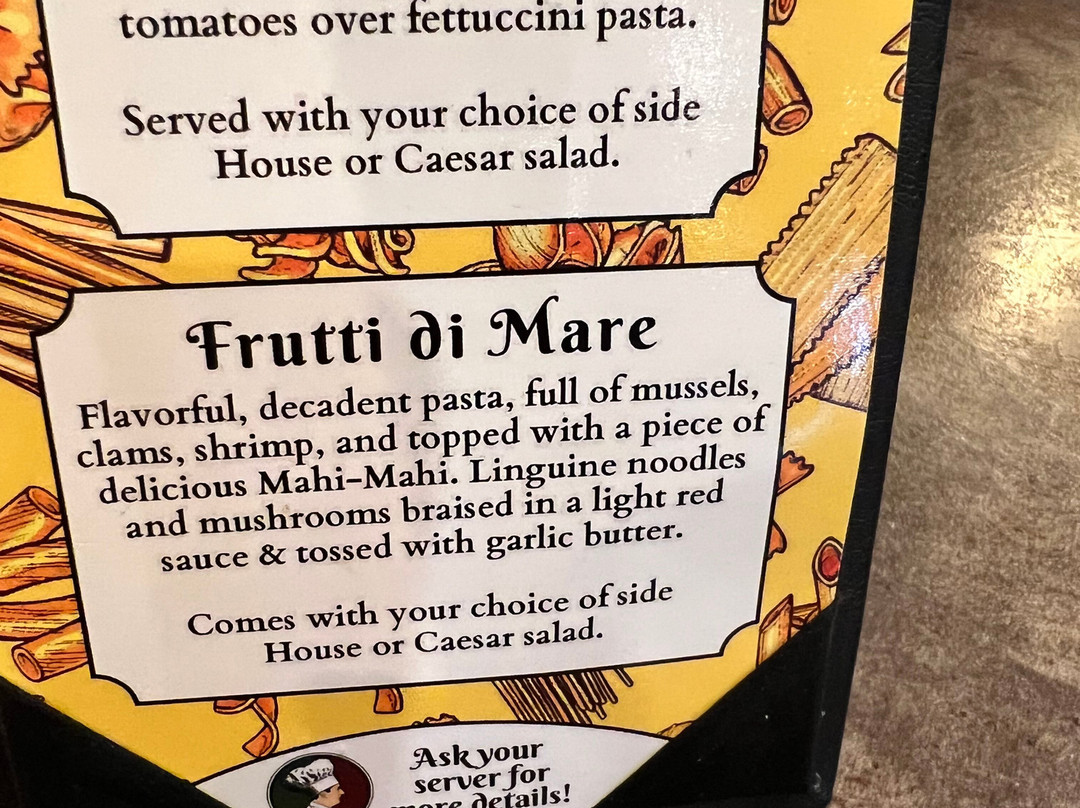 tomatoes over fettuccini pasta.
Served with your choice of side
House or Caesar salad.
Frutti di Mare
Flavorful, decadent pasta, full of mussels,
clams, shrimp, and topped with a piece of
delicious Mahi-Mahi. Linguine noodles
and mushrooms braised in a light red
sauce & tossed with garlic butter.
Comes with your choice of side
House or Caesar salad.
Ask your
server for
more details!